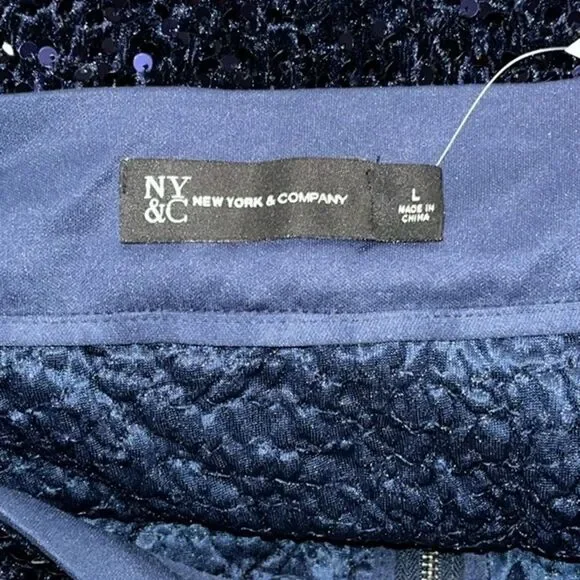 NY
&C NEW YORK & COMPANY
L
MADE IN
CHINA